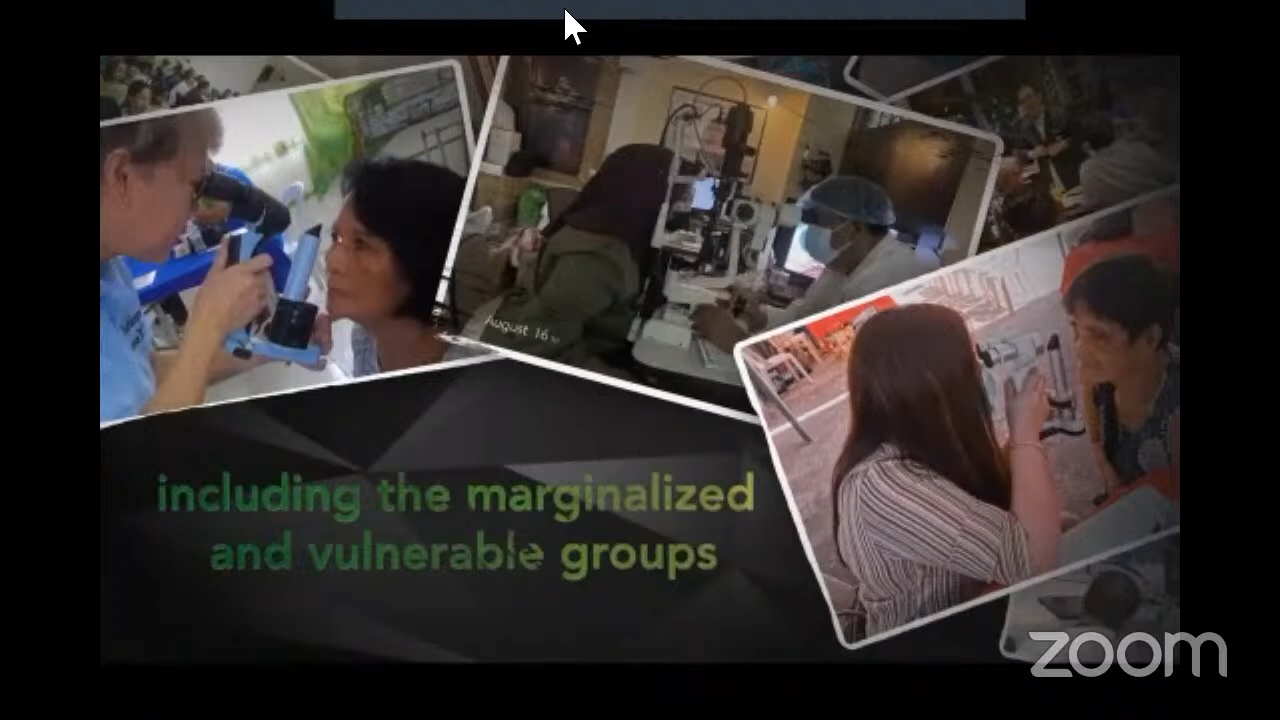 August 16
including the marginalized
and vulnerable groups
zoom